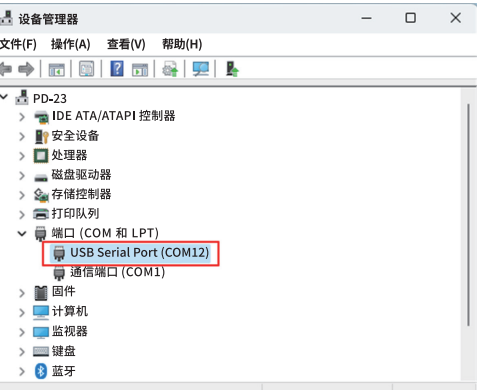 设备管理器
文件(F) 操作(A) 查看(V) 帮助(H)
PD-23
IDE ATA/ATAPI 控制器
安全设备
处理器
磁盘驱动器
存储控制器
打印队列
端口 (COM 和 LPT)
USB Serial Port (COM12)
通信端口 (COM1)
固件
计算机
监视器
键盘
蓝牙